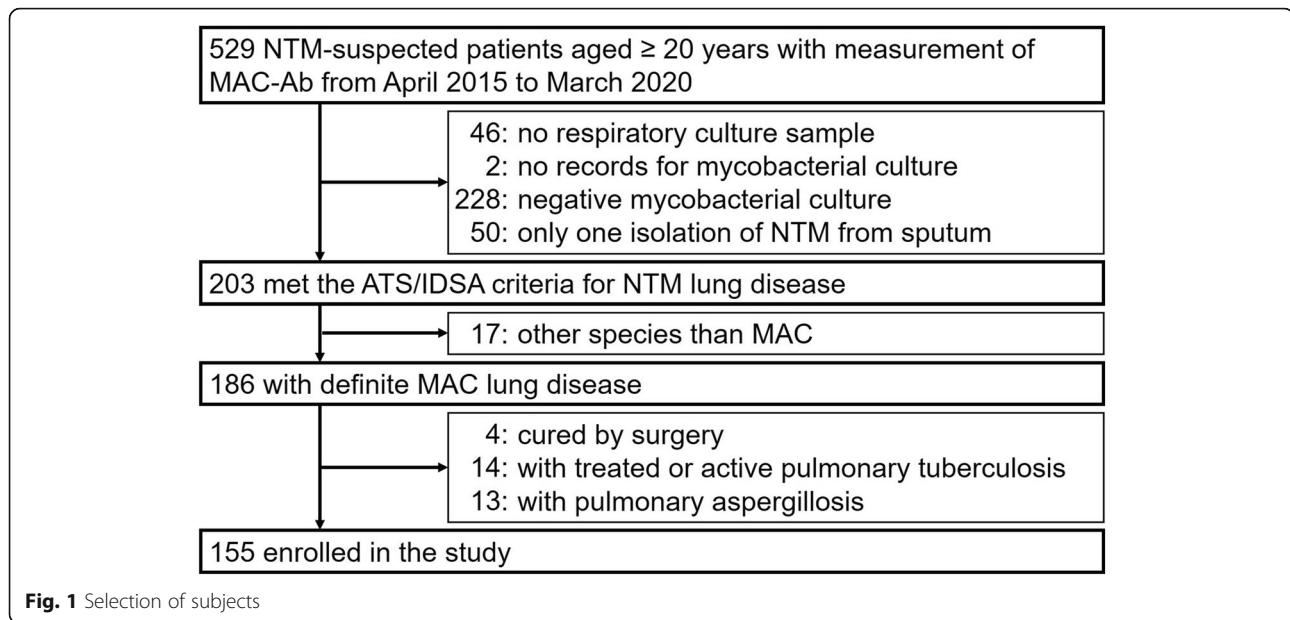 529 NTM-suspected patients aged ≥ 20 years with measurement of
MAC-Ab from April 2015 to March 2020
46: no respiratory culture sample
2: no records for mycobacterial culture
228: negative mycobacterial culture
50: only one isolation of NTM from sputum
203 met the ATS/IDSA criteria for NTM lung disease
17: other species than MAC
186 with definite MAC lung disease
4: cured by surgery
14: with treated or active pulmonary tuberculosis
13: with pulmonary aspergillosis
155 enrolled in the study
Fig. 1 Selection of subjects